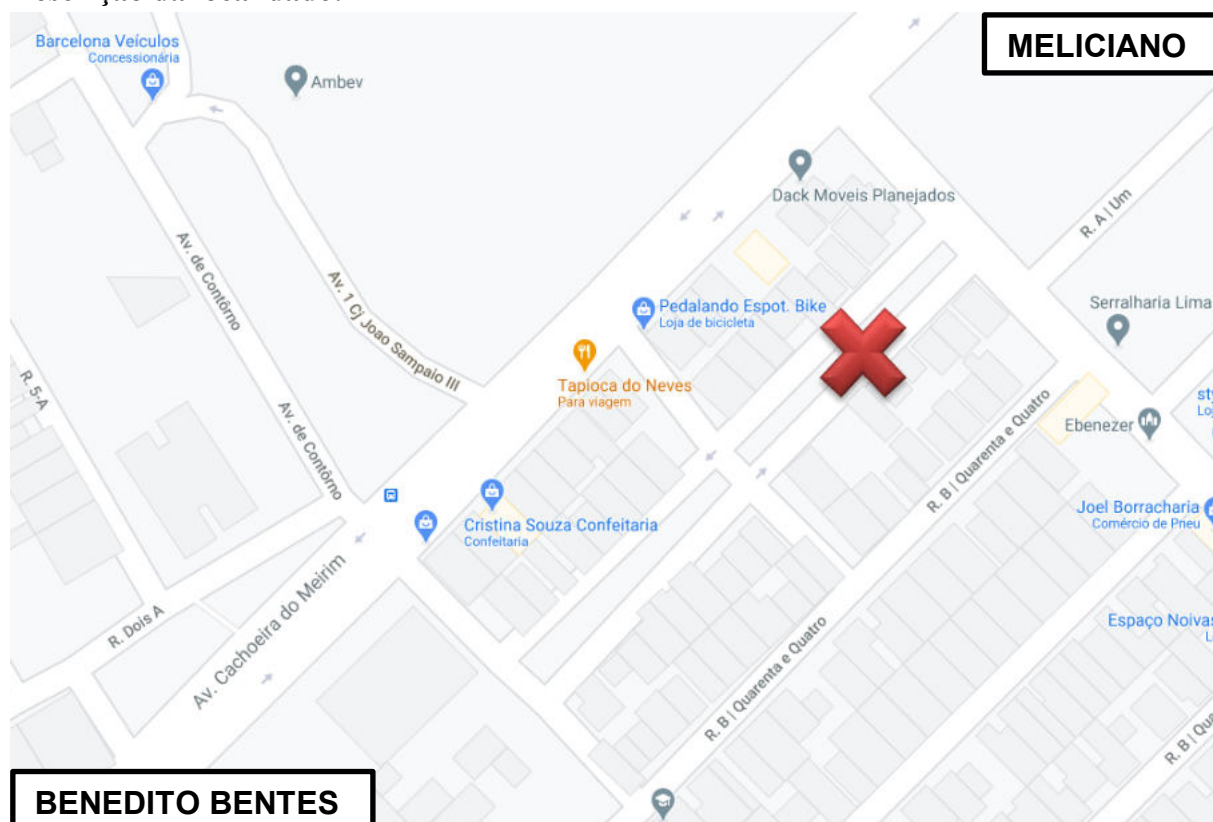 MELICIANO
Barcelona Veículos
Concessionária
Ambev
Dack Moveis Planejados
R. A | Um
Av. de Contôrno
Av. 1 Cj Joao Sampaio III
Pedalando Espot. Bike
Loja de bicicleta
Serralharia Lima
Tapioca do Neves
Para viagem
R. 5-A
Av. de Contôrno
R. B | Quarenta e Quatro
Ebenezer
Cristina Souza Confeitaria
Confeitaria
Joel Borracharia
Comércio de Pneu
Av. Cachoeira do Meirim
R. Dois A
Espaço Noivas
R. B | Quarenta e Quatro
BENEDITO BENTES